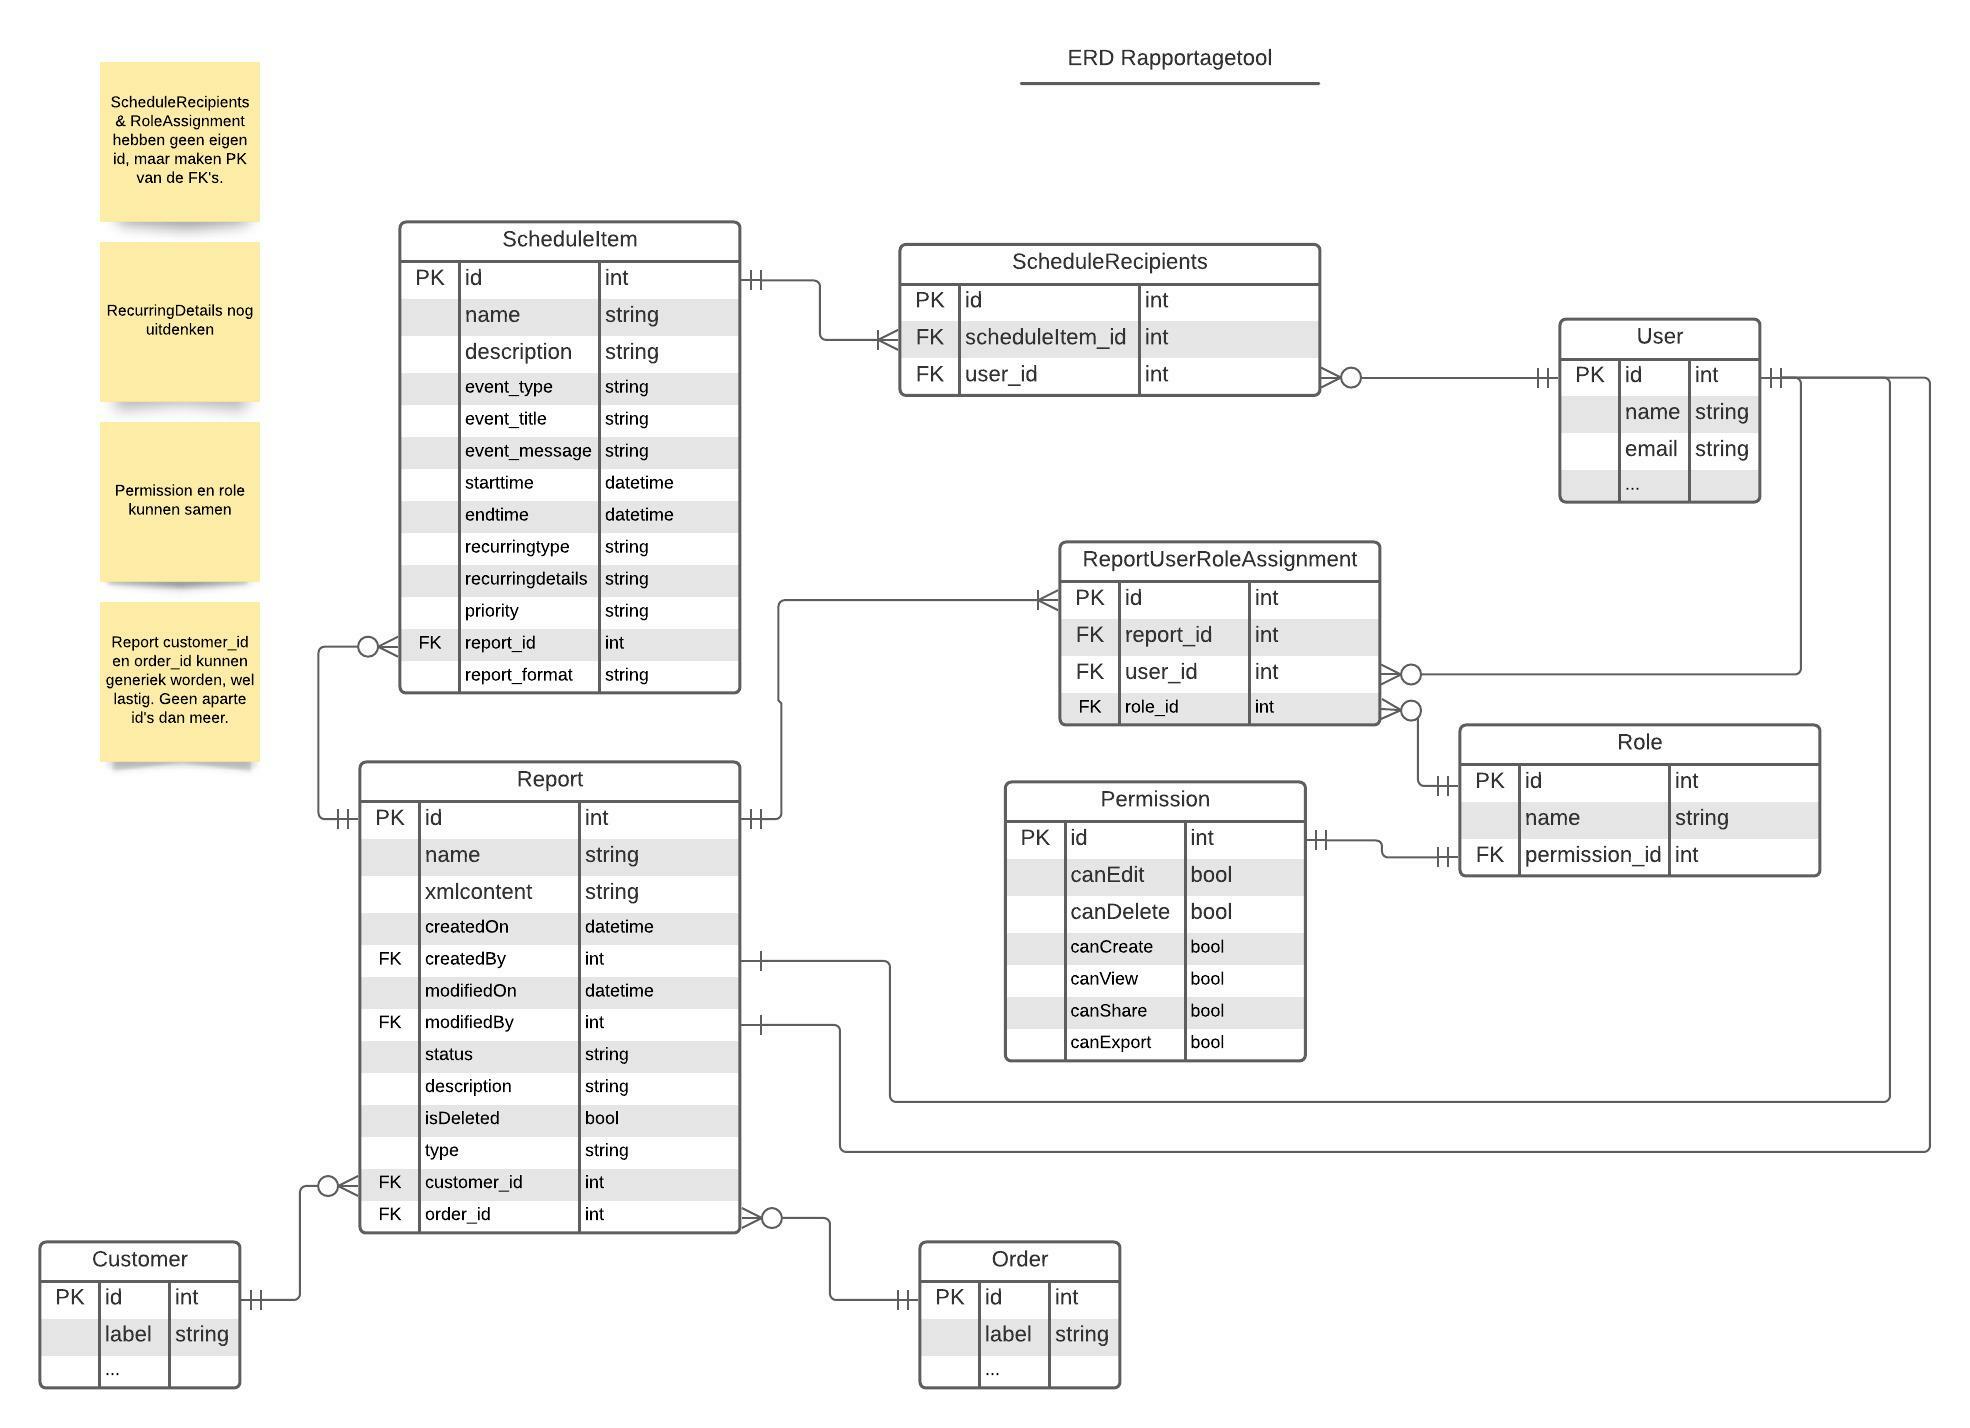 ERD Rapportagetool
ScheduleRecipients
& RoleAssignment
hebben geen eigen
id, maar maken PK
van de FK's.
RecurringDetails nog
uitdenken
Permission en role
kunnen samen
Report customer_id
en order_id kunnen
generiek worden, wel
lastig. Geen aparte
id's dan meer.
ScheduleItem
PK id int
name string
description string
event_type string
event_title string
event_message string
starttime datetime
endtime datetime
recurringtype string
recurringdetails string
priority string
FK report_id int
report_format string
ScheduleRecipients
PK id int
FK scheduleItem_id int
FK user_id int
User
PK id int
name string
email string
...
ReportUserRoleAssignment
PK id int
FK report_id int
FK user_id int
FK role_id int
Role
PK id int
name string
FK permission_id int
Report
PK id int
name string
xmlcontent string
createdOn datetime
FK createdBy int
modifiedOn datetime
FK modifiedBy int
status string
description string
isDeleted bool
type string
FK customer_id int
FK order_id int
Permission
PK id int
canEdit bool
canDelete bool
canCreate bool
canView bool
canShare bool
canExport bool
Customer
PK id int
label string
...
Order
PK id int
label string
...